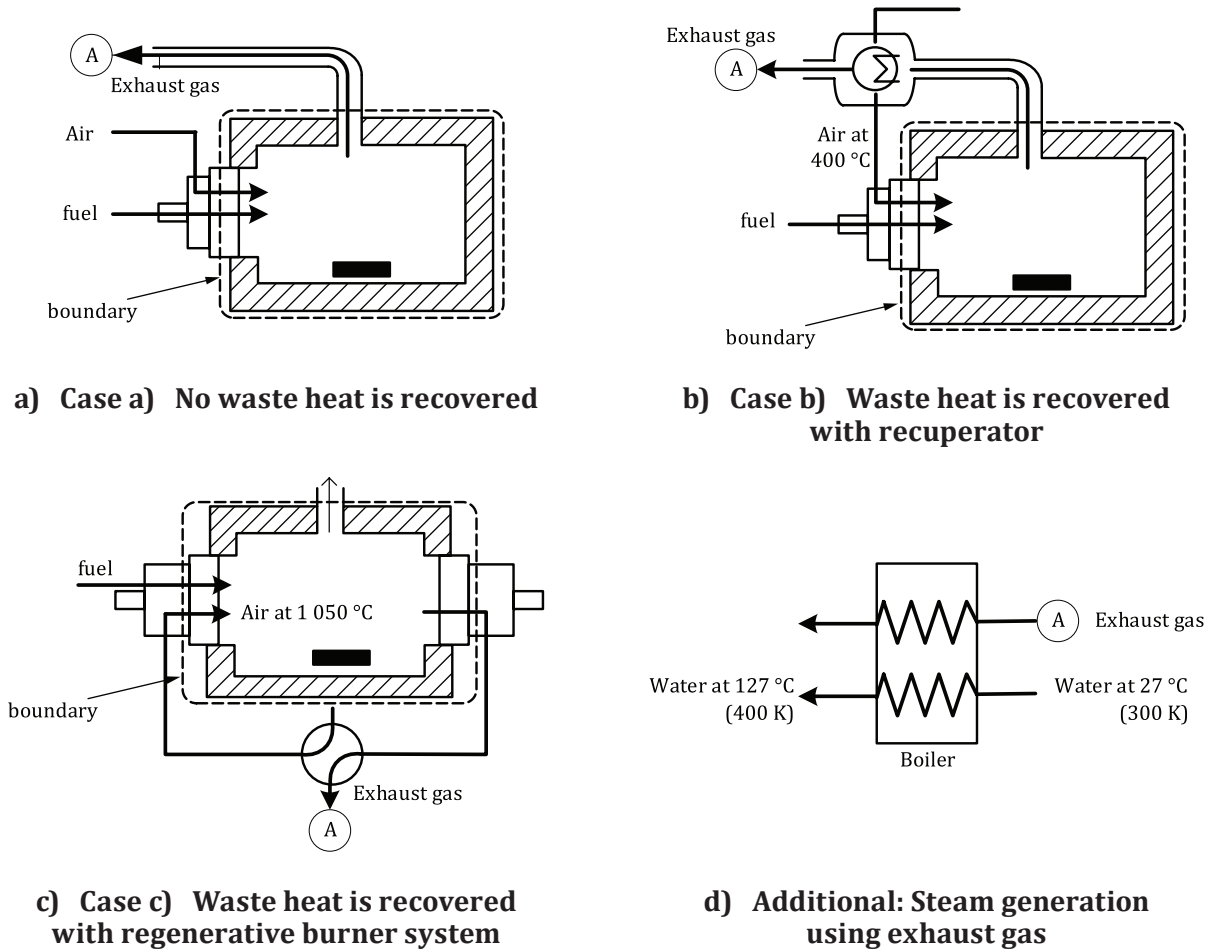 A
Exhaust gas
Air
fuel
boundary
a) Case a) No waste heat is recovered
Exhaust gas
A
Air at
400 °C
fuel
boundary
b) Case b) Waste heat is recovered
with recuperator
fuel
Air at 1 050 °C
boundary
Exhaust gas
A
c) Case c) Waste heat is recovered
with regenerative burner system
A
Exhaust gas
Water at 127 °C
(400 K)
Water at 27 °C
(300 K)
Boiler
d) Additional: Steam generation
using exhaust gas